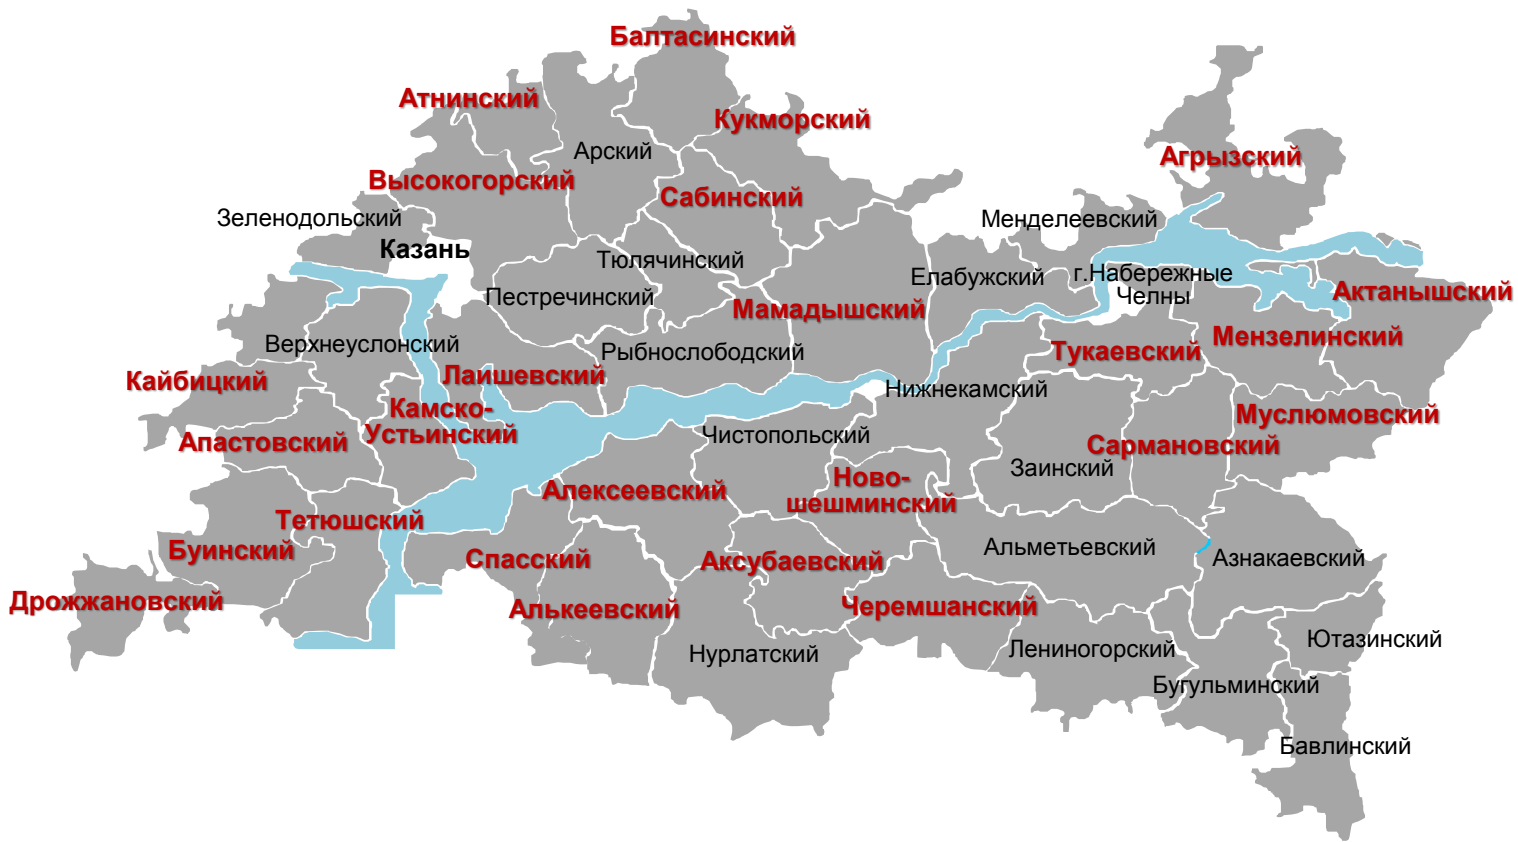 Балтасинский
Атнинский
Кукморский
Арский
Агрызский
Высокогорский
Сабинский
Зеленодольский
Менделеевский
Казань
Тюлячинский
Елабужский
г.Набережные
Челны
Пестречинский
Актанышский
Мамадышский
Мензелинский
Верхнеуслонский
Рыбнослободский
Тукаевский
Кайбицкий
Лаишевский
Нижнекамский
Камско-
Устьинский
Муслюмовский
Апастовский
Чистопольский
Сармановский
Заинский
Ново-
шешминский
Алексеевский
Тетюшский
Буинский
Альметьевский
Спасский
Аксубаевский
Азнакаевский
Дрожжановский
Алькеевский
Черемшанский
Ютазинский
Нурлатский
Лениногорский
Бугульминский
Бавлинский